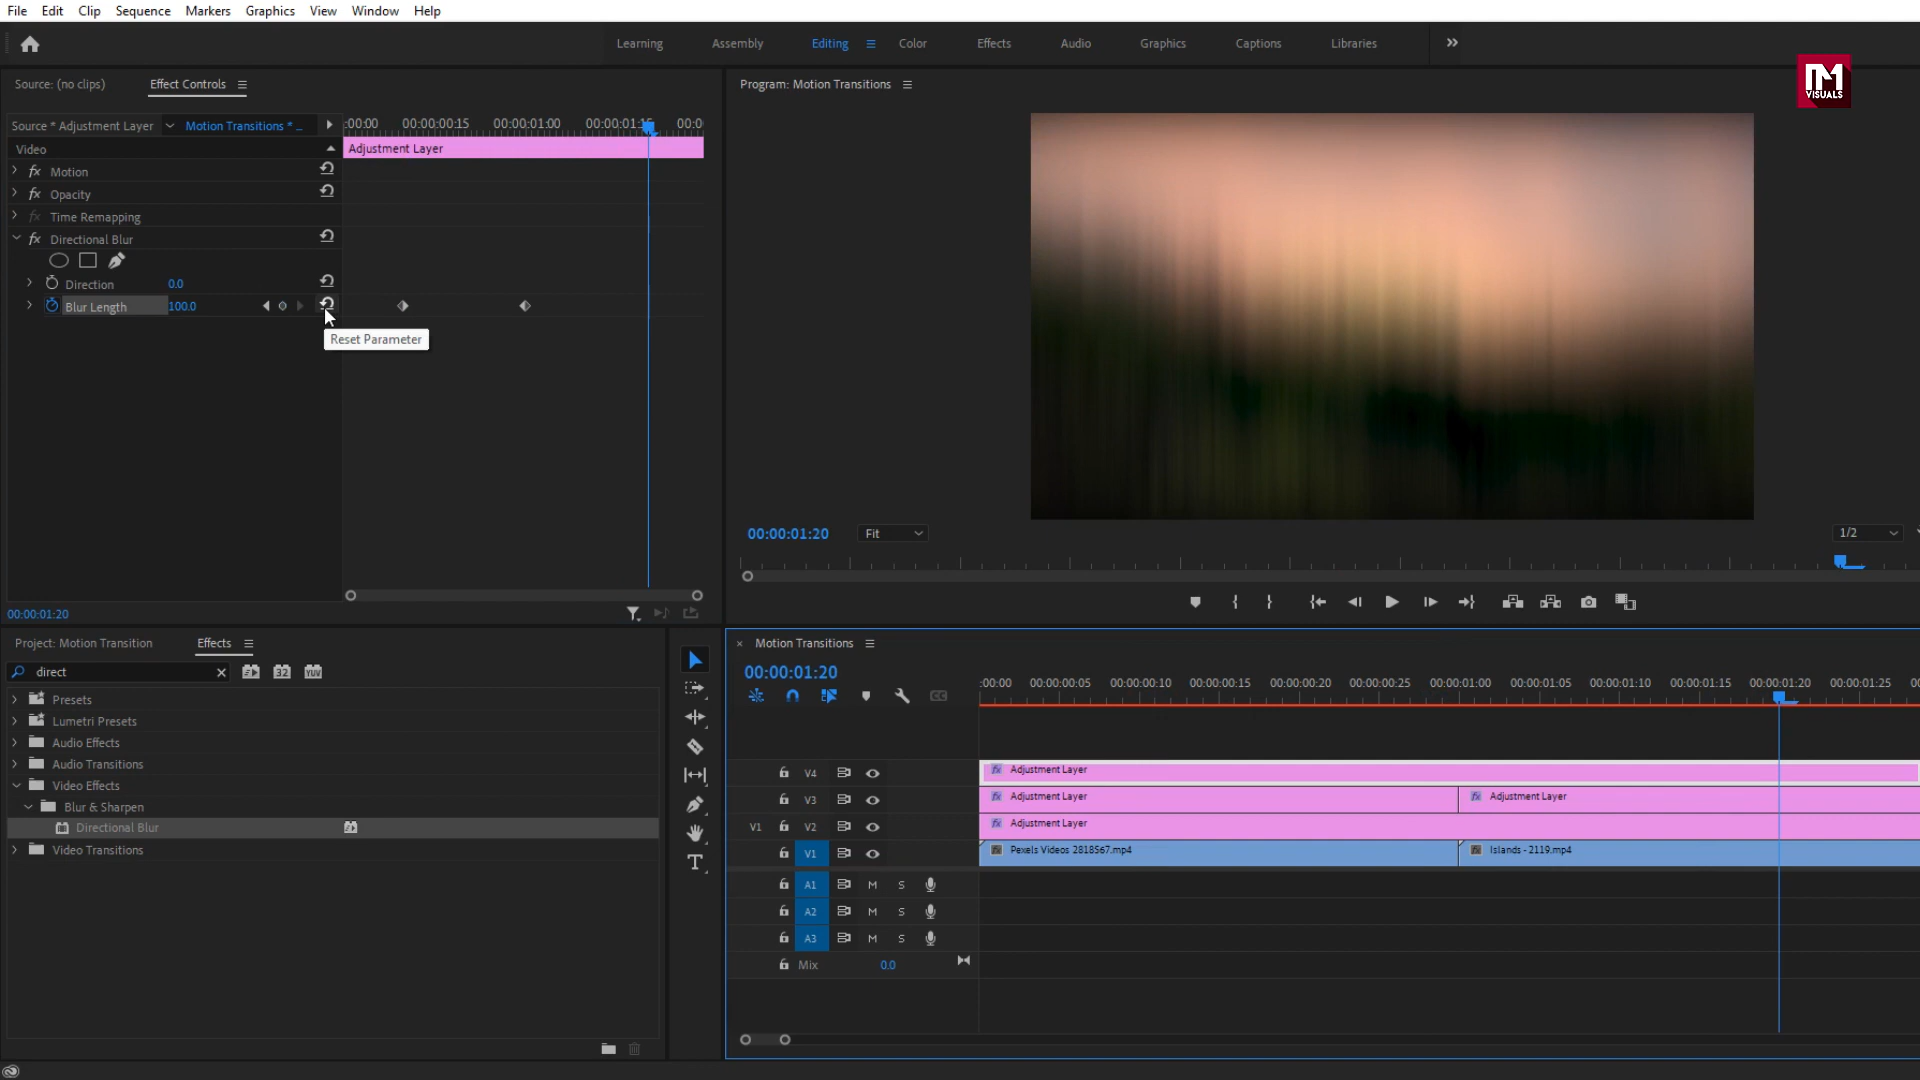 File Edit Clip Sequence Markers Graphics View Window Help
Learning Assembly Editing Color Effects Audio Graphics Captions Libraries
M VISUALS
Source: (no clips) Effect Controls
Program: Motion Transitions
Source * Adjustment Layer Motion Transitions * ...
:00:00 00:00:00:15 00:00:01:00 00:00:01:15 00:0
Video
Adjustment Layer
fx Motion
fx Opacity
fx Time Remapping
fx Directional Blur
Direction 0.0
Blur Length 100.0
Reset Parameter
00:00:01:20 Fit 1/2
00:00:01:20
Project: Motion Transition Effects
direct
32 YUV
Presets
Lumetri Presets
Audio Effects
Audio Transitions
Video Effects
Blur & Sharpen
Directional Blur
Video Transitions
Motion Transitions
00:00:01:20
:00:00 00:00:00:05 00:00:00:10 00:00:00:15 00:00:00:20 00:00:00:25 00:00:01:00 00:00:01:05 00:00:01:10 00:00:01:15 00:00:01:20 00:00:01:25 00
V4 fx Adjustment Layer
V3 fx Adjustment Layer fx Adjustment Layer
V1 V2 fx Adjustment Layer
V1 fx Pexels Videos 2818567.mp4 fx Islands - 2119.mp4
A1 M S
A2 M S
A3 M S
Mix 0.0